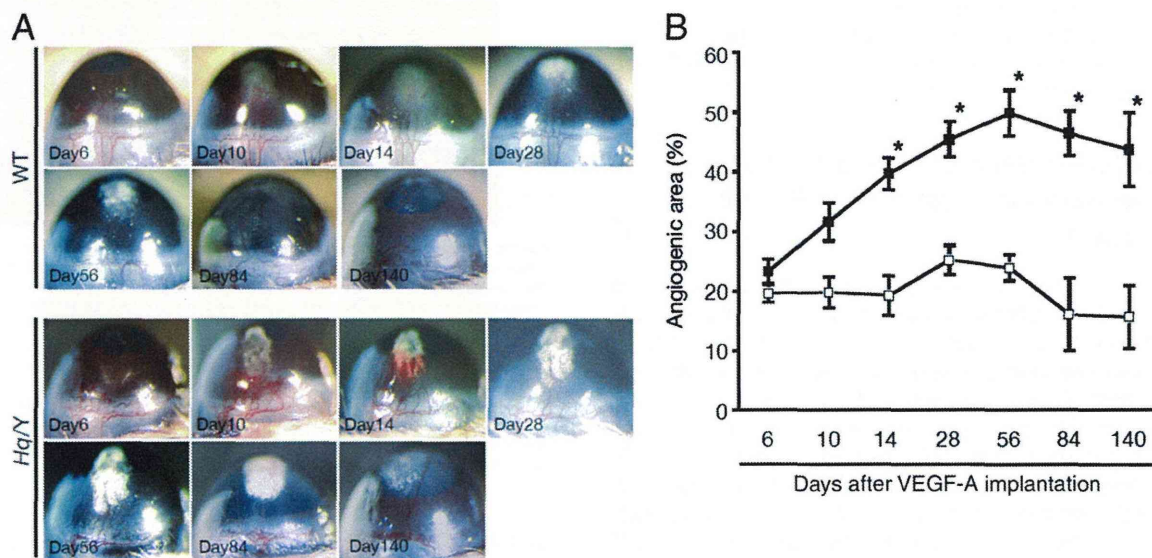 A
WT
Day6 Day10 Day14 Day28
Day56 Day84 Day140
Hq/Y
Day6 Day10 Day14 Day28
Day56 Day84 Day140
B
Angiogenic area (%)
60
50
40
30
20
10
0
* * * * *
6 10 14 28 56 84 140
Days after VEGF-A implantation